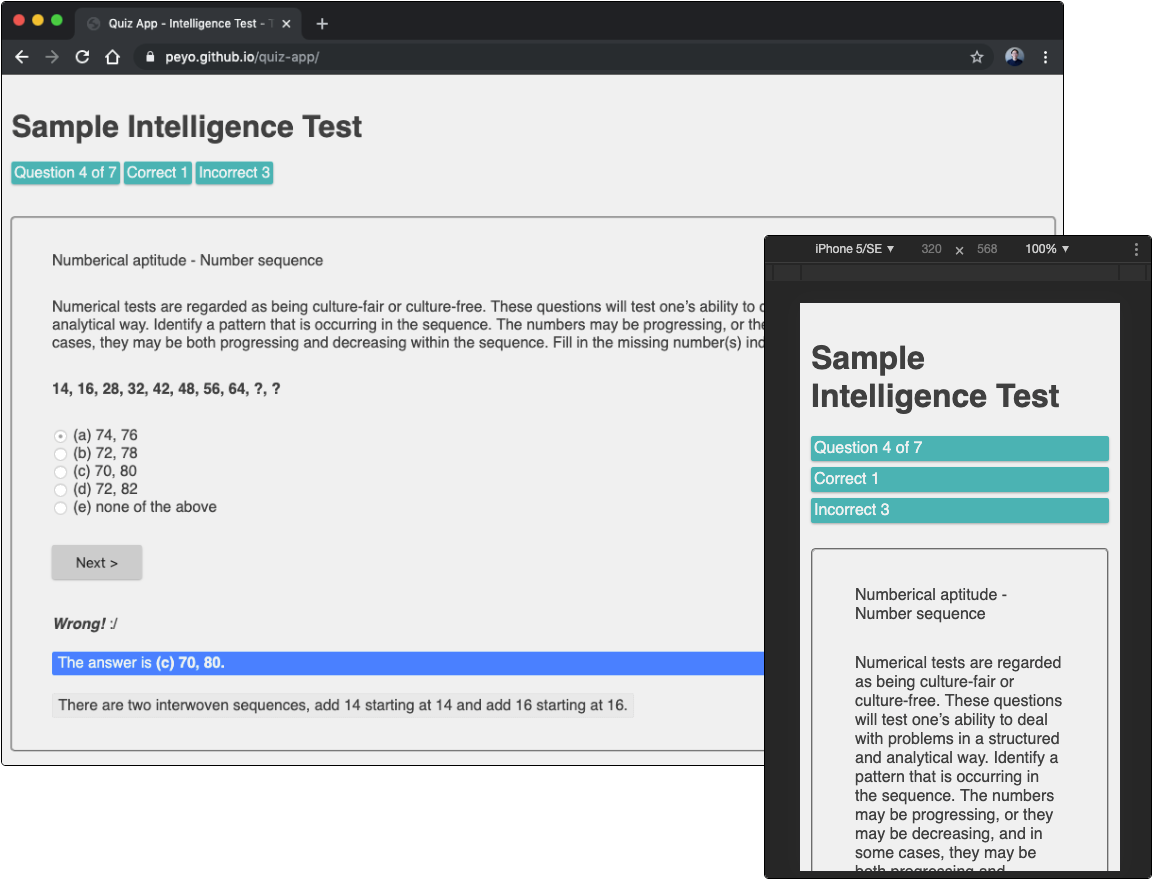 Quiz App - Intelligence Test -
peyo.github.io/quiz-app/
Sample Intelligence Test
Question 4 of 7 Correct 1 Incorrect 3
Numberical aptitude - Number sequence
Numerical tests are regarded as being culture-fair or culture-free. These questions will test one’s ability to
analytical way. Identify a pattern that is occurring in the sequence. The numbers may be progressing, or
cases, they may be both progressing and decreasing within the sequence. Fill in the missing number(s)
14, 16, 28, 32, 42, 48, 56, 64, ?, ?
(a) 74, 76
(b) 72, 78
(c) 70, 80
(d) 72, 82
(e) none of the above
Next >
Wrong! :/
The answer is (c) 70, 80.
There are two interwoven sequences, add 14 starting at 14 and add 16 starting at 16.
iPhone 5/SE ▼ 320 x 568 100% ▼
Sample
Intelligence Test
Question 4 of 7
Correct 1
Incorrect 3
Numberical aptitude -
Number sequence
Numerical tests are regarded
as being culture-fair or
culture-free. These questions
will test one’s ability to deal
with problems in a structured
and analytical way. Identify a
pattern that is occurring in
the sequence. The numbers
may be progressing, or they
may be decreasing, and in
some cases, they may be
both progressing and